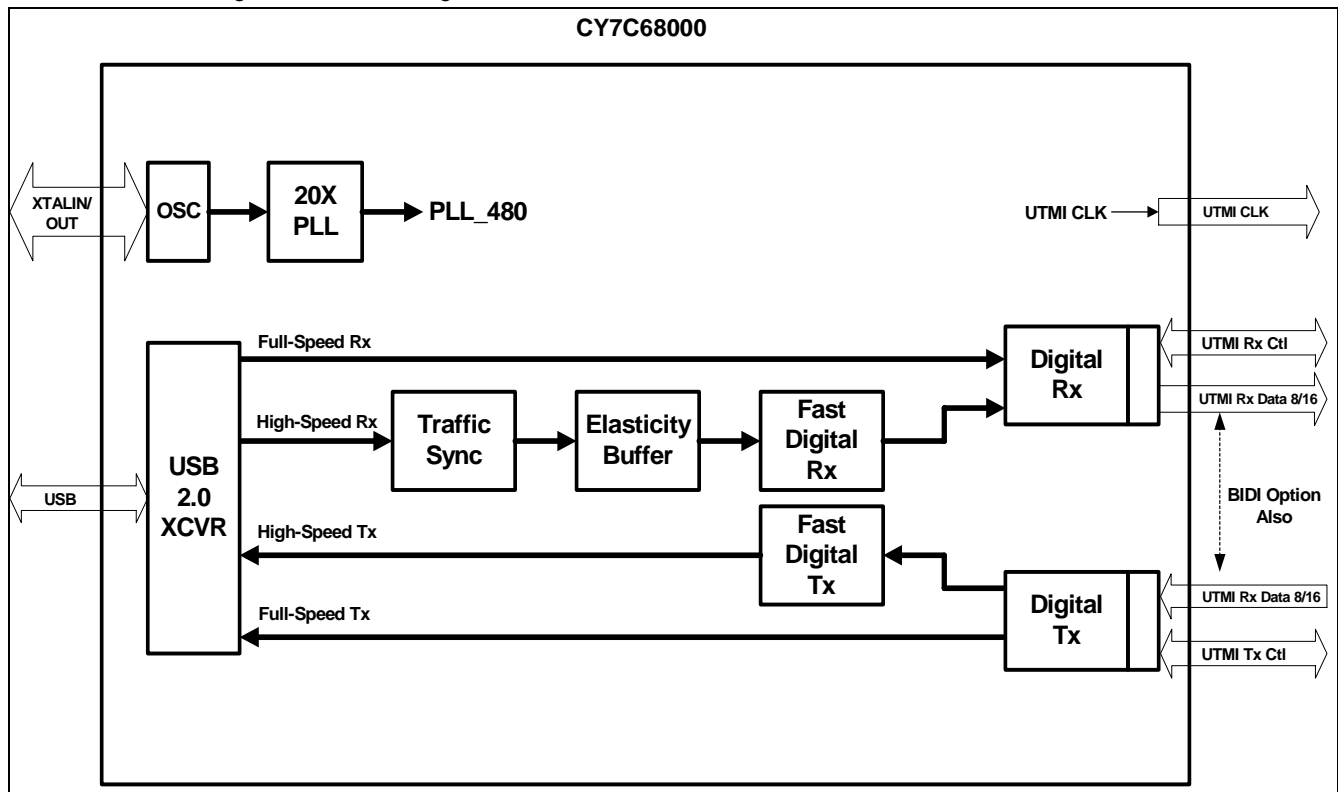 CY7C68000
XTALIN/
OUT
OSC
20X
PLL
PLL_480
UTMI CLK
UTMI CLK
Full-Speed Rx
Digital
Rx
UTMI Rx Ctl
UTMI Rx Data 8/16
High-Speed Rx
Traffic
Sync
Elasticity
Buffer
Fast
Digital
Rx
USB
USB
2.0
XCVR
BIDI Option
Also
High-Speed Tx
Fast
Digital
Tx
Full-Speed Tx
Digital
Tx
UTMI Rx Data 8/16
UTMI Tx Ctl